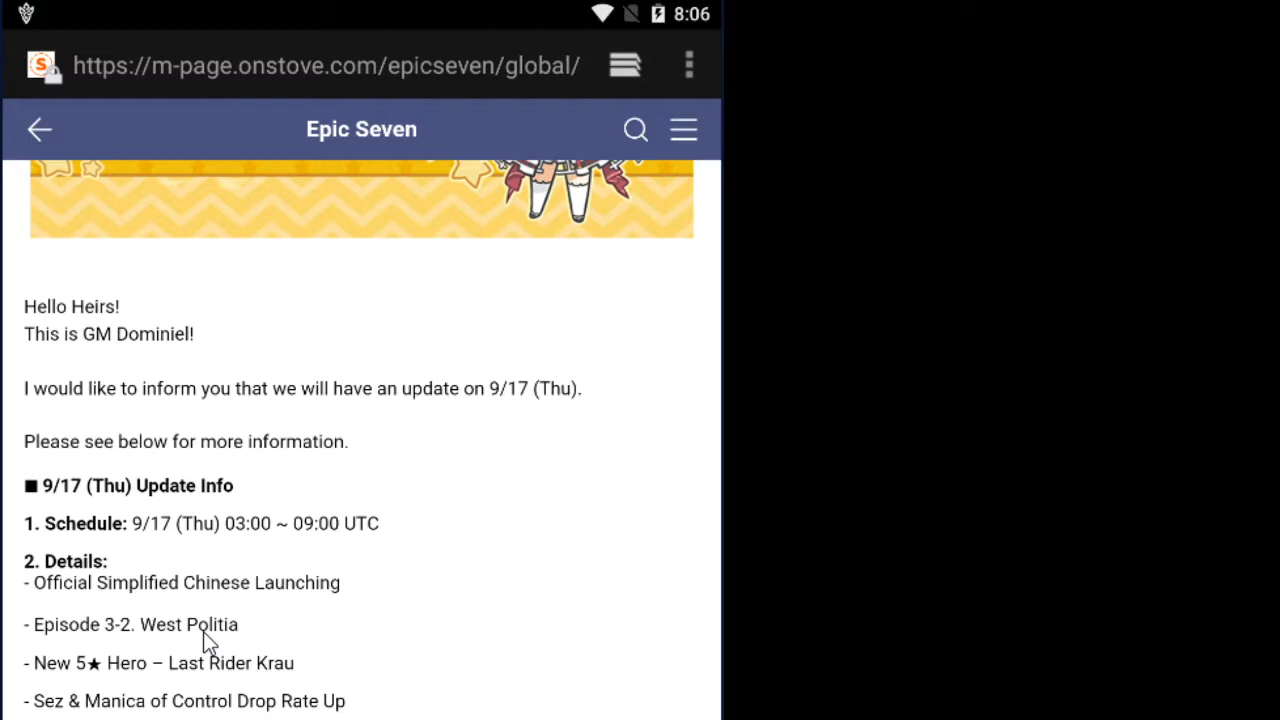 8:06
S
https://m-page.onstove.com/epicseven/global/
Epic Seven
Hello Heirs!
This is GM Dominiel!
I would like to inform you that we will have an update on 9/17 (Thu).
Please see below for more information.
■ 9/17 (Thu) Update Info
1. Schedule: 9/17 (Thu) 03:00 ~ 09:00 UTC
2. Details:
- Official Simplified Chinese Launching
- Episode 3-2. West Politia
- New 5★ Hero – Last Rider Krau
- Sez & Manica of Control Drop Rate Up